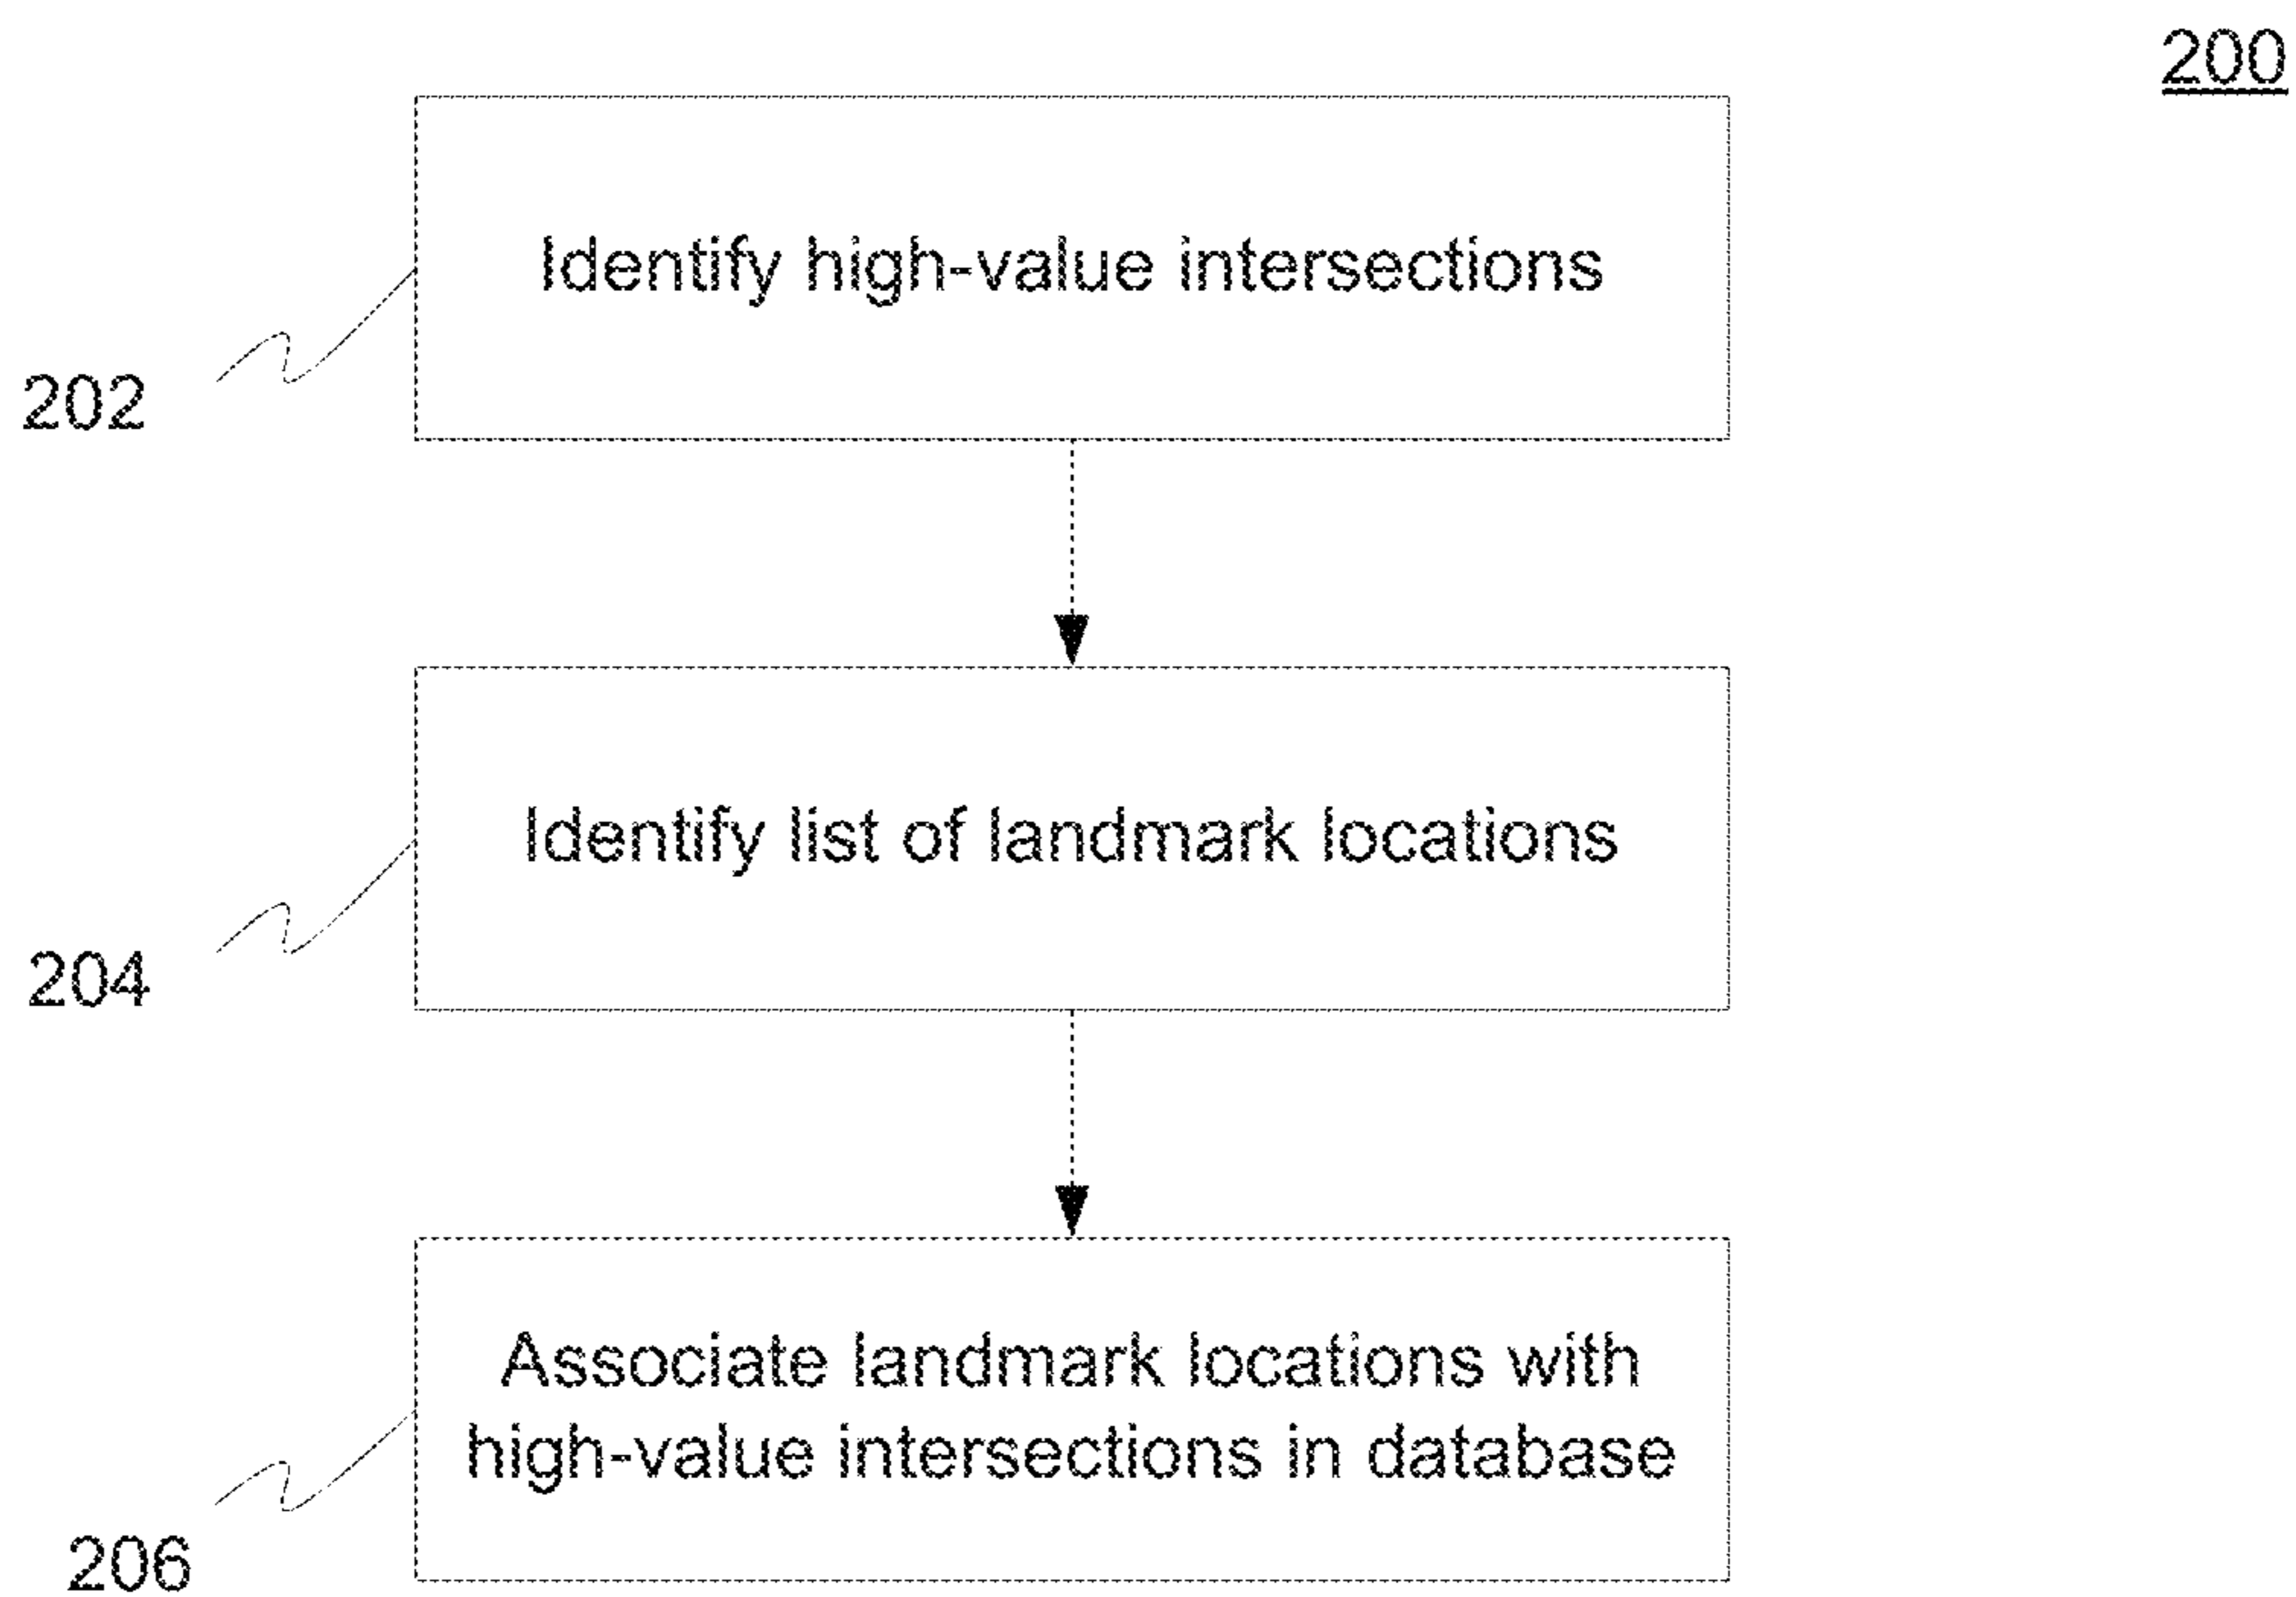 200
Identify high-value intersections
202
Identify list of landmark locations
204
Associate landmark locations with
high-value intersections in database
206